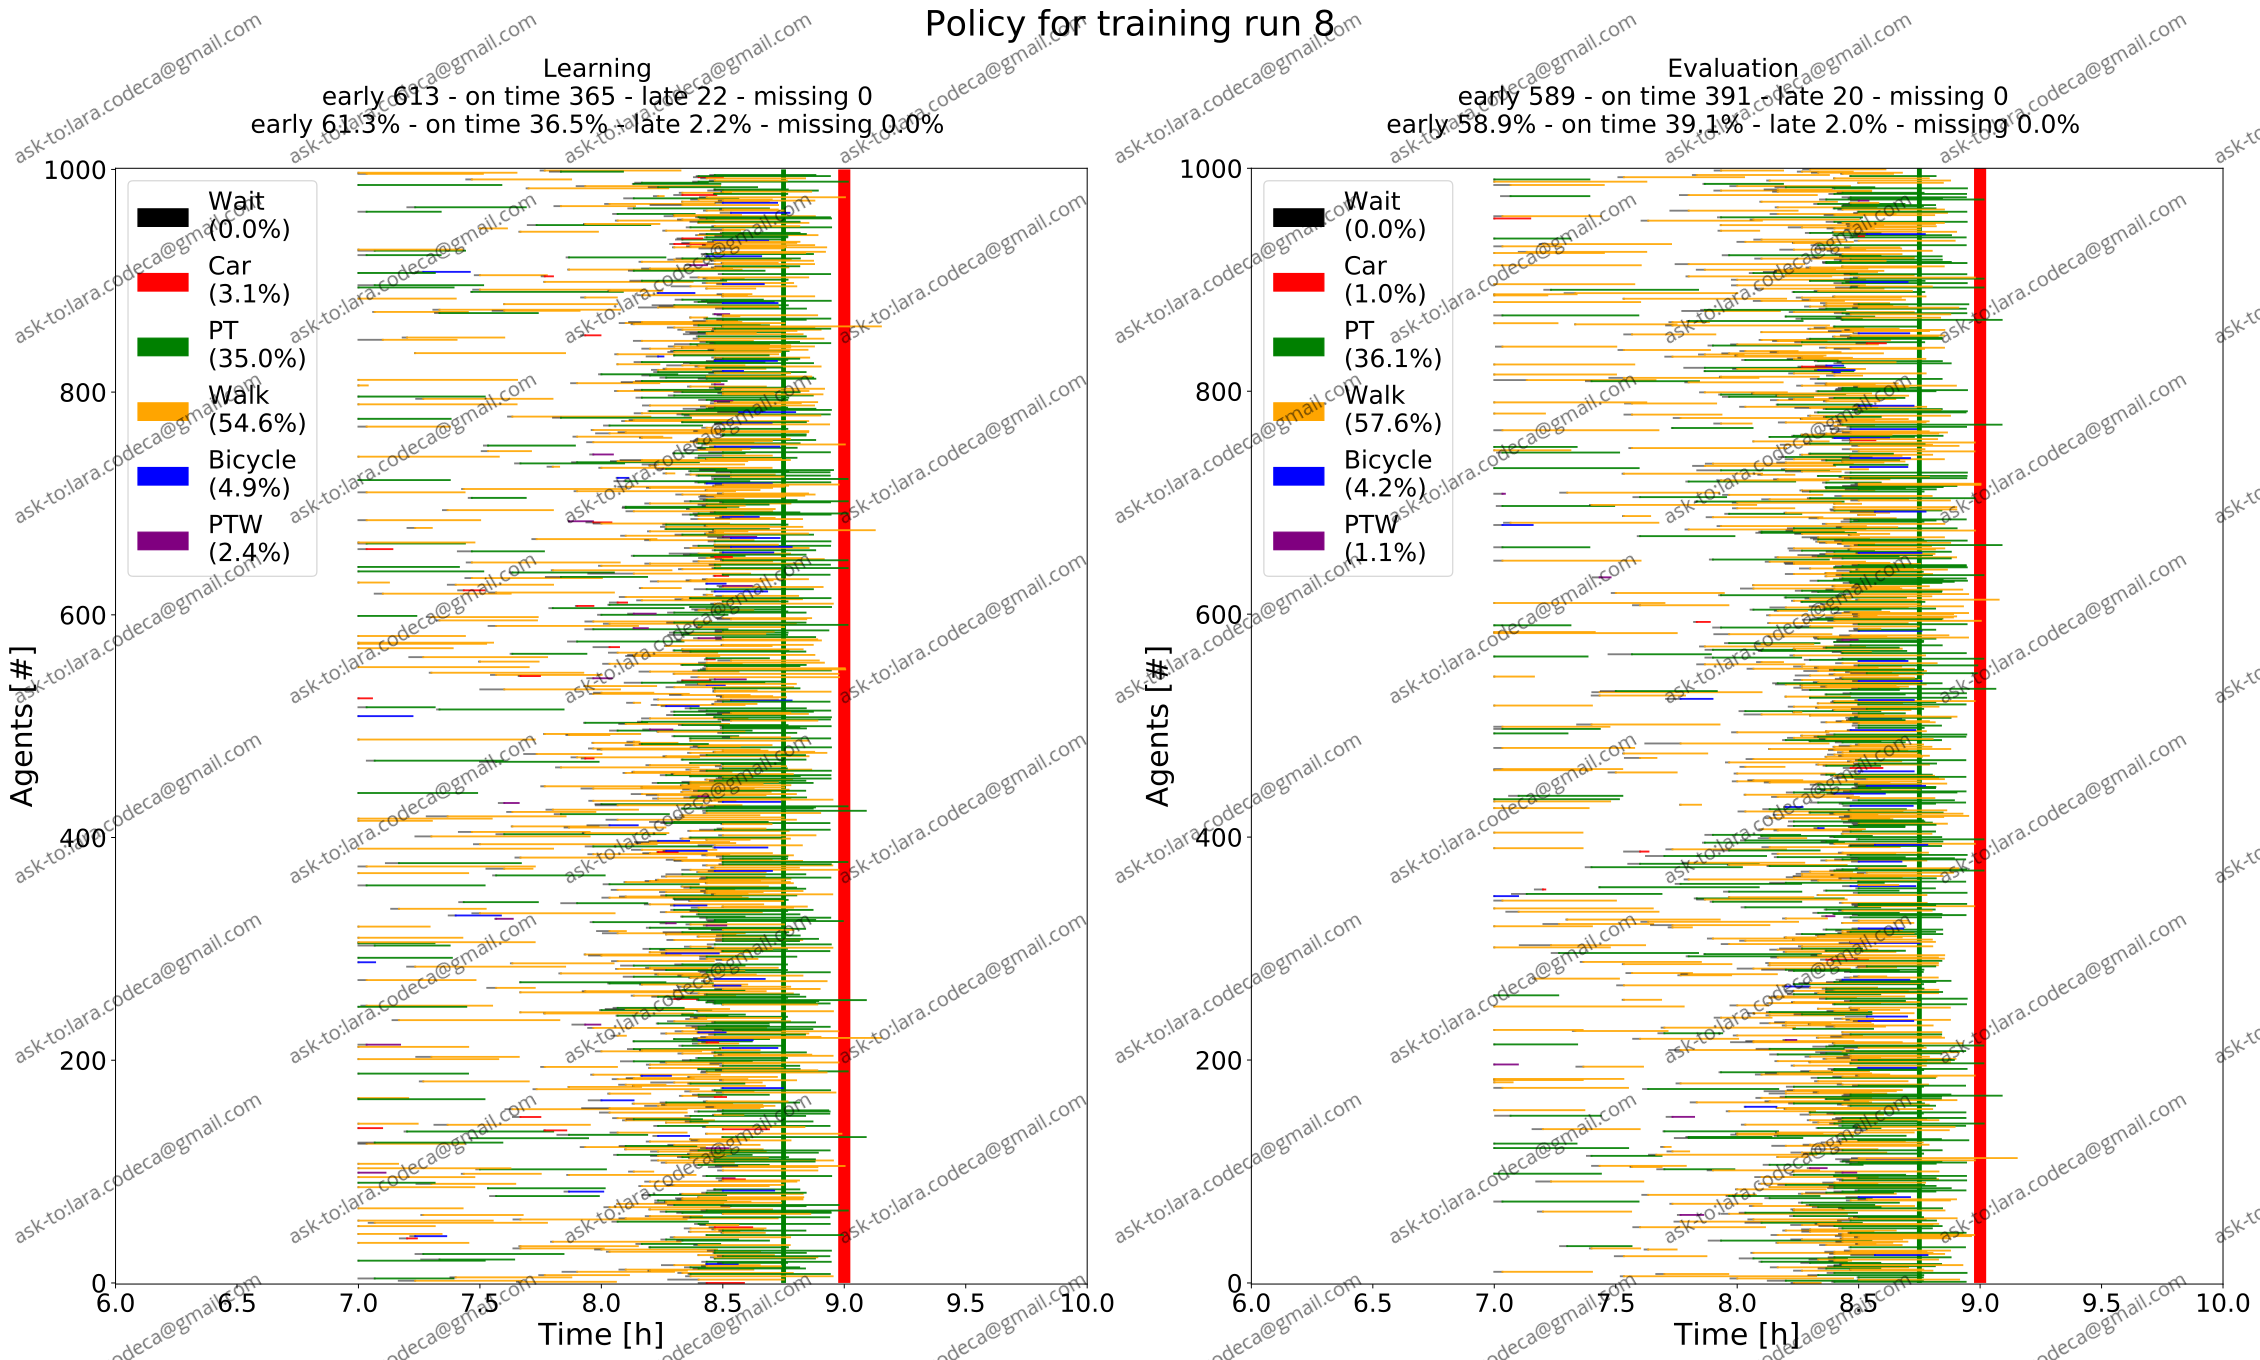 Policy for training run 8
Learning
early 613 - on time 365 - late 22 - missing 0
early 61.3% - on time 36.5% - late 2.2% - missing 0.0%
Wait
(0.0%)
Car
(3.1%)
PT
(35.0%)
Walk
(54.6%)
Bicycle
(4.9%)
PTW
(2.4%)
Agents [#]
1000
800
600
400
200
0
6.0 6.5 7.0 7.5 8.0 8.5 9.0 9.5 10.0
Time [h]
Evaluation
early 589 - on time 391 - late 20 - missing 0
early 58.9% - on time 39.1% - late 2.0% - missing 0.0%
Wait
(0.0%)
Car
(1.0%)
PT
(36.1%)
Walk
(57.6%)
Bicycle
(4.2%)
PTW
(1.1%)
Agents [#]
1000
800
600
400
200
0
6.0 6.5 7.0 7.5 8.0 8.5 9.0 9.5 10.0
Time [h]
ask-to:lara.codeca@gmail.com